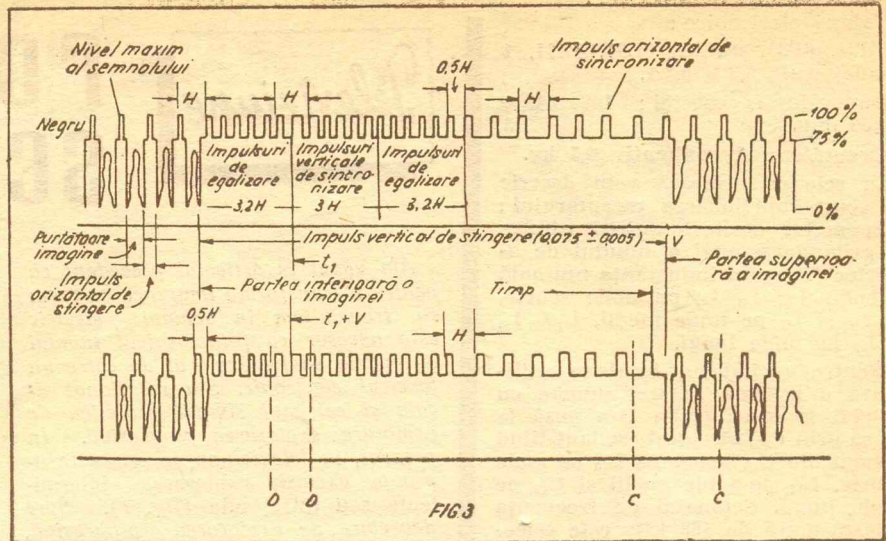 Nivel maxim
al semnolului
H
H
0,5H
H
Impuls orizontal de
sincronizare
Negru
100%
75%
0%
Impulsuri
de
egalizare
3,2H
Impulsuri
verticale
de sincro-
nizare
3H
Impulsuri
de
egalizare
3,2H
Purtătoare
imagine
Impuls
orizontal de
stingere
Impuls vertical de stingere (0,075 ± 0,005) V
t₁
Partea inferioară a
imaginei
t₁ + V
Timp
Partea superioa-
ră a imaginei
0,5H
H
D
D
C
C
FIG.3